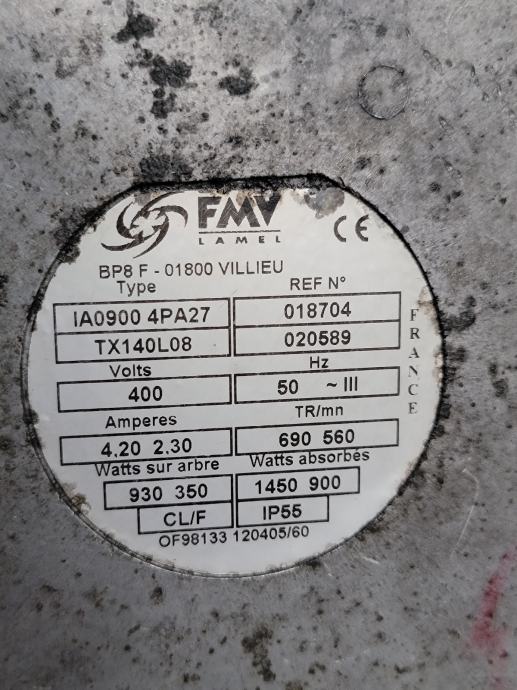 FMV
LAMEL
CE
BP8 F - 01800 VILLIEU
Type REF N°
IA0900 4PA27 018704
TX140L08 020589
Volts Hz
400 50 ~ III
Amperes TR/mn
4.20 2.30 690 560
Watts sur arbre Watts absorbés
930 350 1450 900
CL/F IP55
OF98133 120405/60
FRANCE